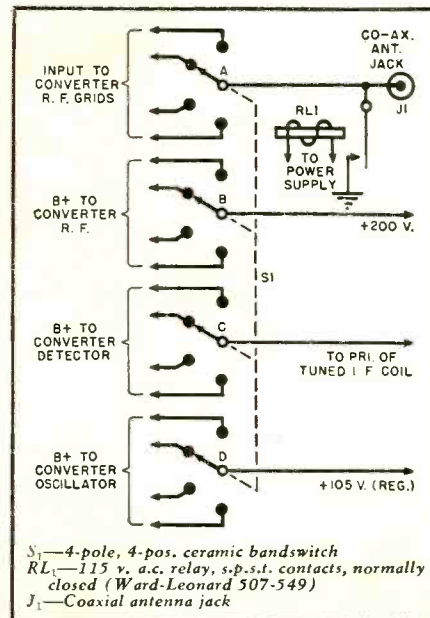 CO-AX.
ANT.
JACK
INPUT TO
CONVERTER
R. F. GRIDS
A
J1
RL1
TO
POWER
SUPPLY
B+ TO
CONVERTER
R. F.
B
+200 V.
S1
B+ TO
CONVERTER
DETECTOR
C
TO PRI. OF
TUNED I. F. COIL
B+ TO
CONVERTER
OSCILLATOR
D
+105 V. (REG.)
S₁—4-pole, 4-pos. ceramic bandswitch
RL₁—115 v. a.c. relay, s.p.s.t. contacts, normally
closed (Ward-Leonard 507-549)
J₁—Coaxial antenna jack